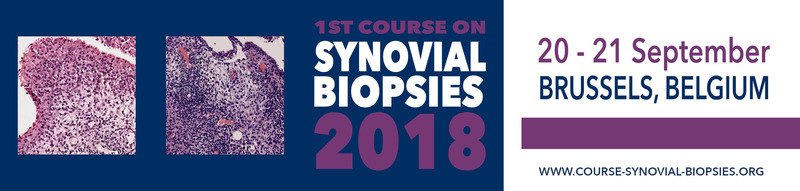 1ST COURSE ON
SYNOVIAL
BIOPSIES
2018
20 - 21 September
BRUSSELS, BELGIUM
WWW.COURSE-SYNOVIAL-BIOPSIES.ORG